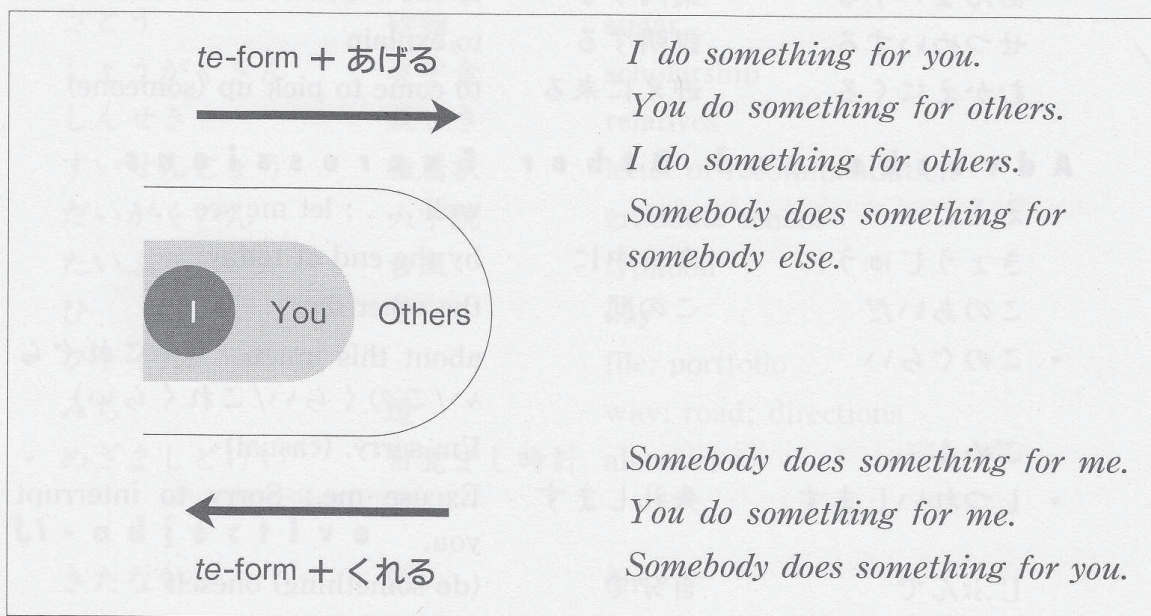 te-form + あげる
I do something for you.
You do something for others.
I do something for others.
Somebody does something for
somebody else.
I You Others
Somebody does something for me.
You do something for me.
Somebody does something for you.
te-form + くれる